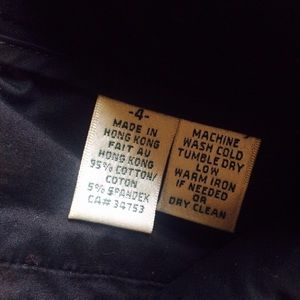 -4-
MADE IN
HONG KONG
FAIT AU
HONG KONG
95% COTTON/
COTON
5% SPANDEX
CA# 34753
MACHINE
WASH COLD
TUMBLE DRY
LOW
WARM IRON
IF NEEDED
OR
DRY CLEAN